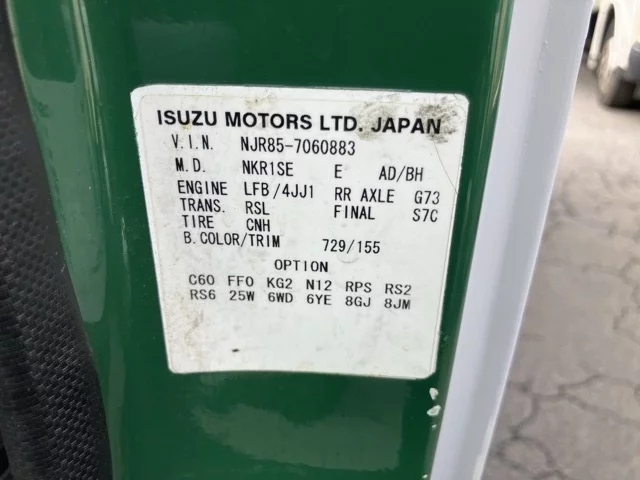 ISUZU MOTORS LTD. JAPAN
V.I.N. NJR85-7060883
M.D. NKR1SE E AD/BH
ENGINE LFB/4JJ1 RR AXLE G73
TRANS. RSL FINAL S7C
TIRE CNH
B.COLOR/TRIM 729/155
OPTION
C60 FF0 KG2 N12 RPS RS2
RS6 25W 6WD 6YE 8GJ 8JM